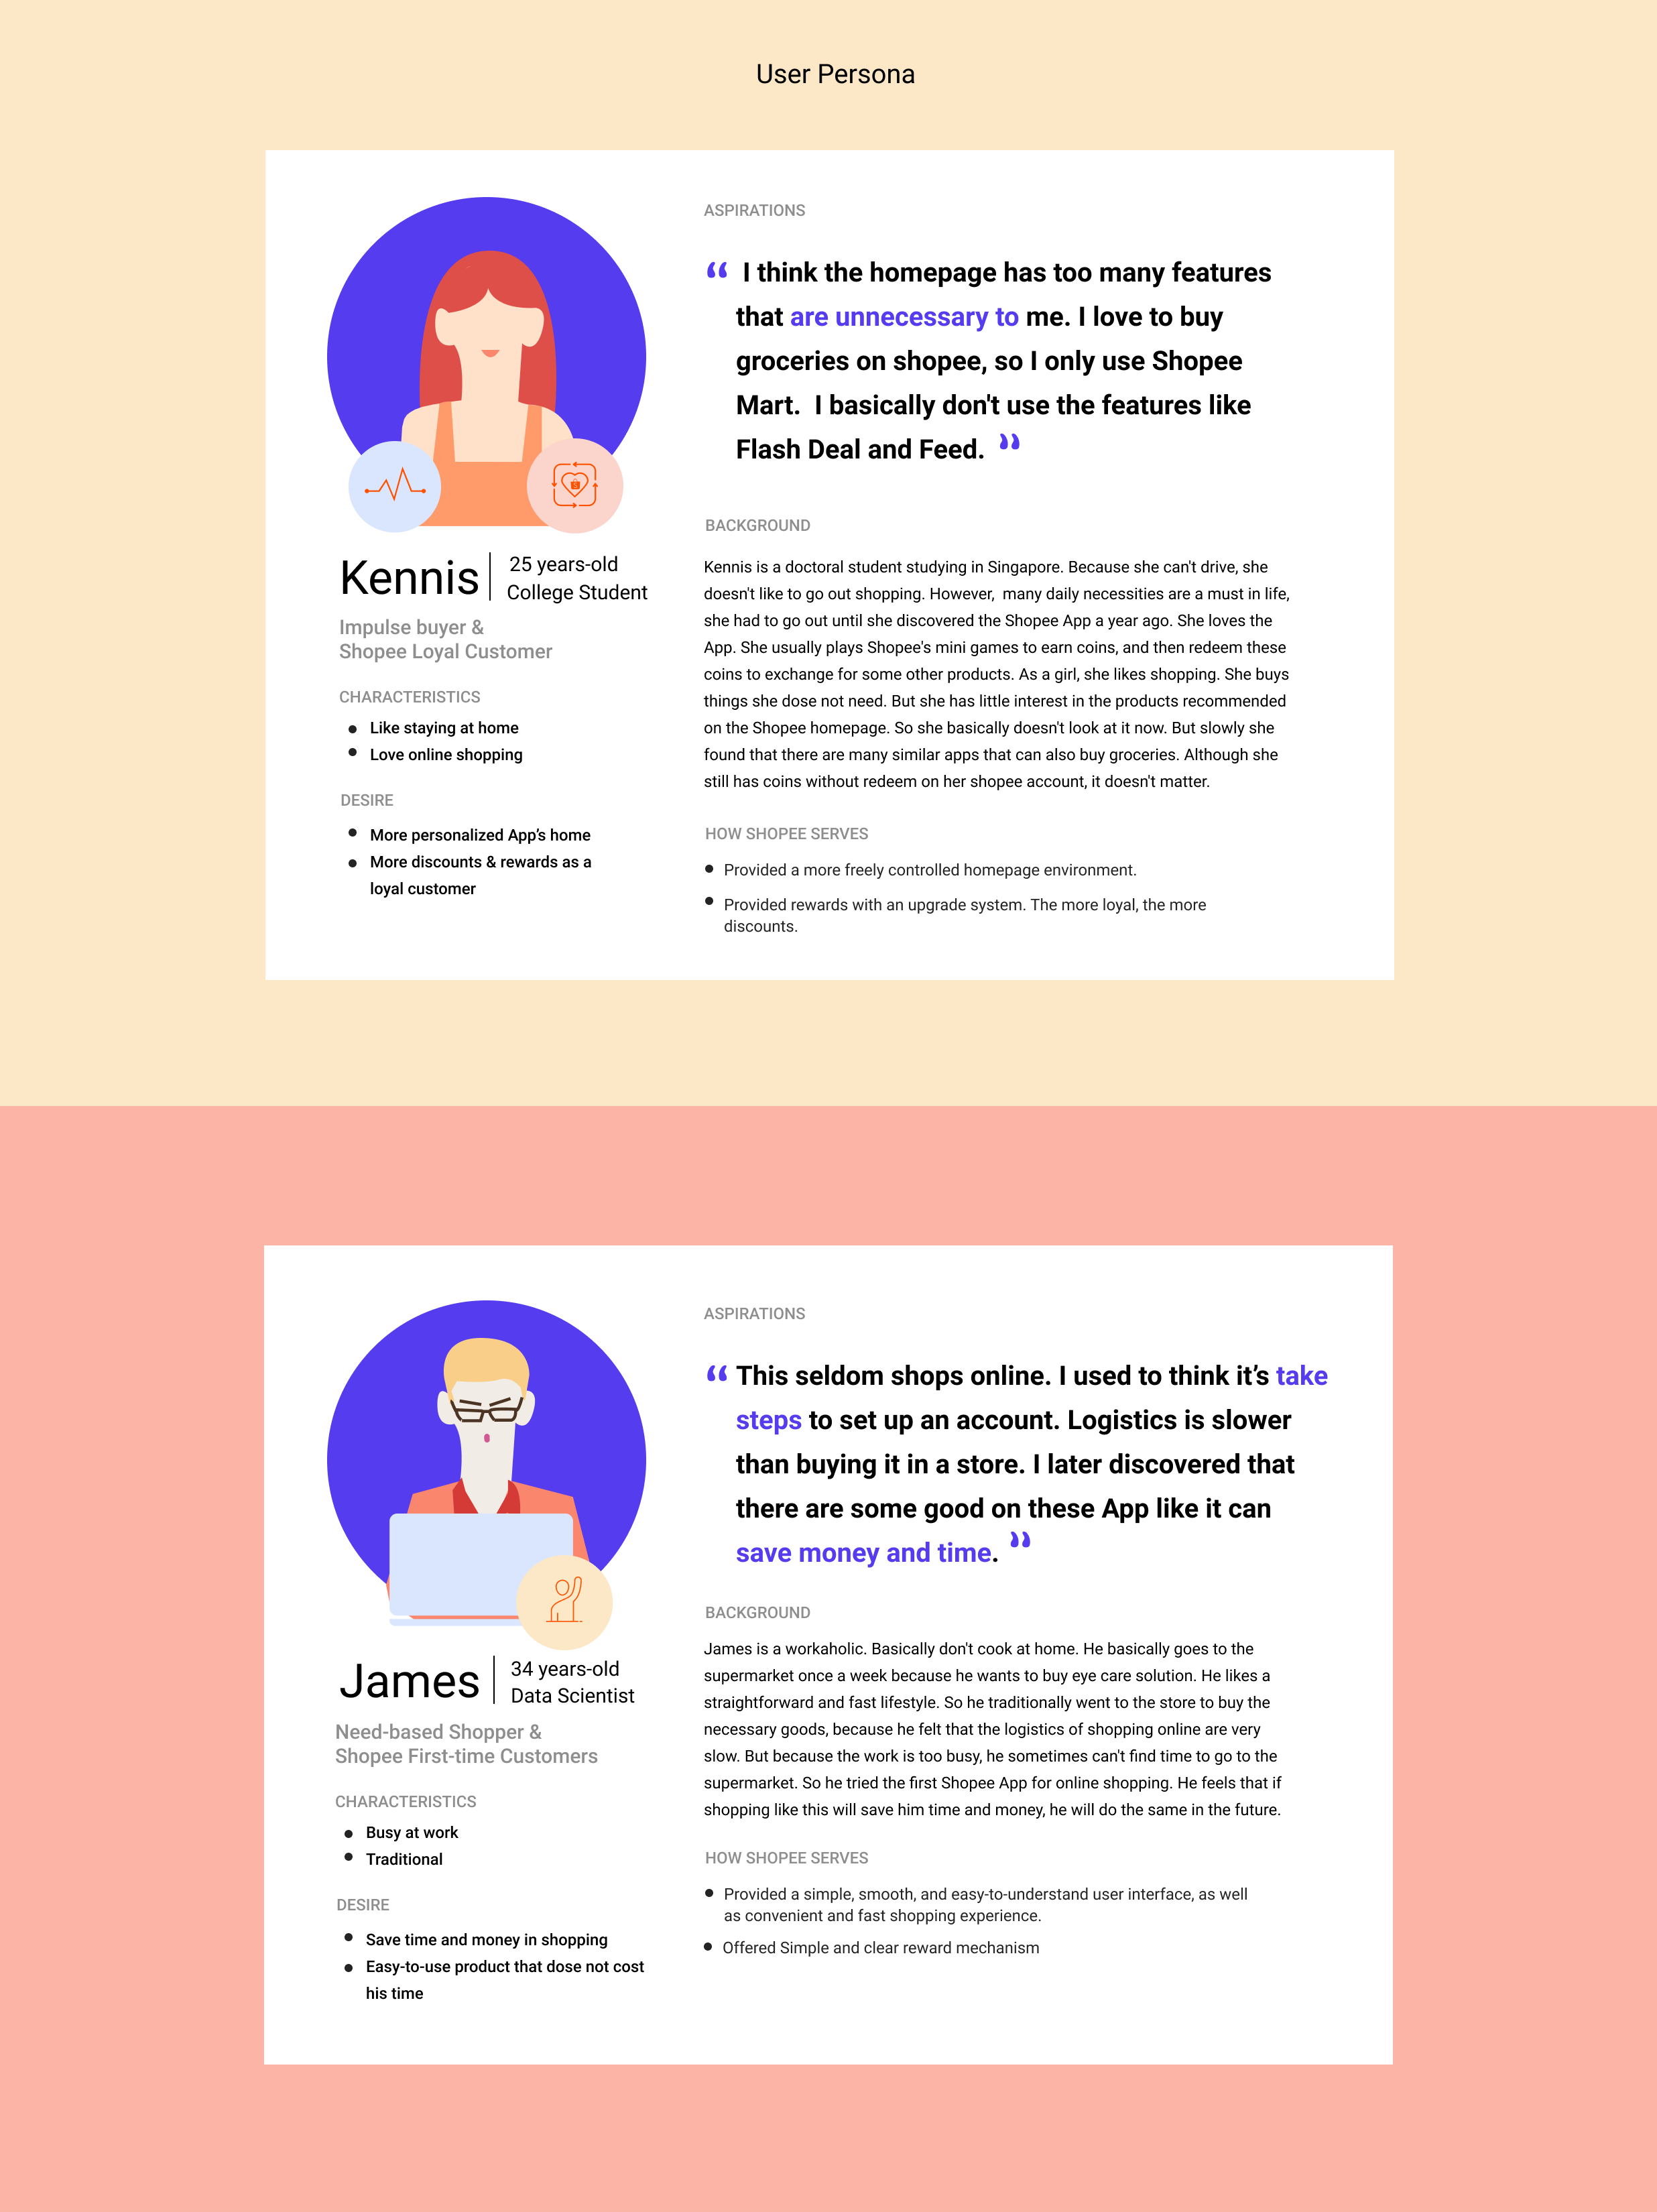 User Persona
ASPIRATIONS
“ I think the homepage has too many features
that are unnecessary to me. I love to buy
groceries on shopee, so I only use Shopee
Mart.  I basically don't use the features like
Flash Deal and Feed. ”
Kennis
25 years-old
College Student
Impulse buyer &
Shopee Loyal Customer
CHARACTERISTICS
● Like staying at home
● Love online shopping
DESIRE
● More personalized App’s home
● More discounts & rewards as a
loyal customer
BACKGROUND
Kennis is a doctoral student studying in Singapore. Because she can't drive, she
doesn't like to go out shopping. However,  many daily necessities are a must in life,
she had to go out until she discovered the Shopee App a year ago. She loves the
App. She usually plays Shopee's mini games to earn coins, and then redeem these
coins to exchange for some other products. As a girl, she likes shopping. She buys
things she dose not need. But she has little interest in the products recommended
on the Shopee homepage. So she basically doesn't look at it now. But slowly she
found that there are many similar apps that can also buy groceries. Although she
still has coins without redeem on her shopee account, it doesn't matter.
HOW SHOPEE SERVES
● Provided a more freely controlled homepage environment.
● Provided rewards with an upgrade system. The more loyal, the more
discounts.
ASPIRATIONS
“ This seldom shops online. I used to think it’s take
steps to set up an account. Logistics is slower
than buying it in a store. I later discovered that
there are some good on these App like it can
save money and time. ”
James
34 years-old
Data Scientist
Need-based Shopper &
Shopee First-time Customers
CHARACTERISTICS
● Busy at work
● Traditional
DESIRE
● Save time and money in shopping
● Easy-to-use product that dose not cost
his time
BACKGROUND
James is a workaholic. Basically don't cook at home. He basically goes to the
supermarket once a week because he wants to buy eye care solution. He likes a
straightforward and fast lifestyle. So he traditionally went to the store to buy the
necessary goods, because he felt that the logistics of shopping online are very
slow. But because the work is too busy, he sometimes can't find time to go to the
supermarket. So he tried the first Shopee App for online shopping. He feels that if
shopping like this will save him time and money, he will do the same in the future.
HOW SHOPEE SERVES
● Provided a simple, smooth, and easy-to-understand user interface, as well
as convenient and fast shopping experience.
● Offered Simple and clear reward mechanism